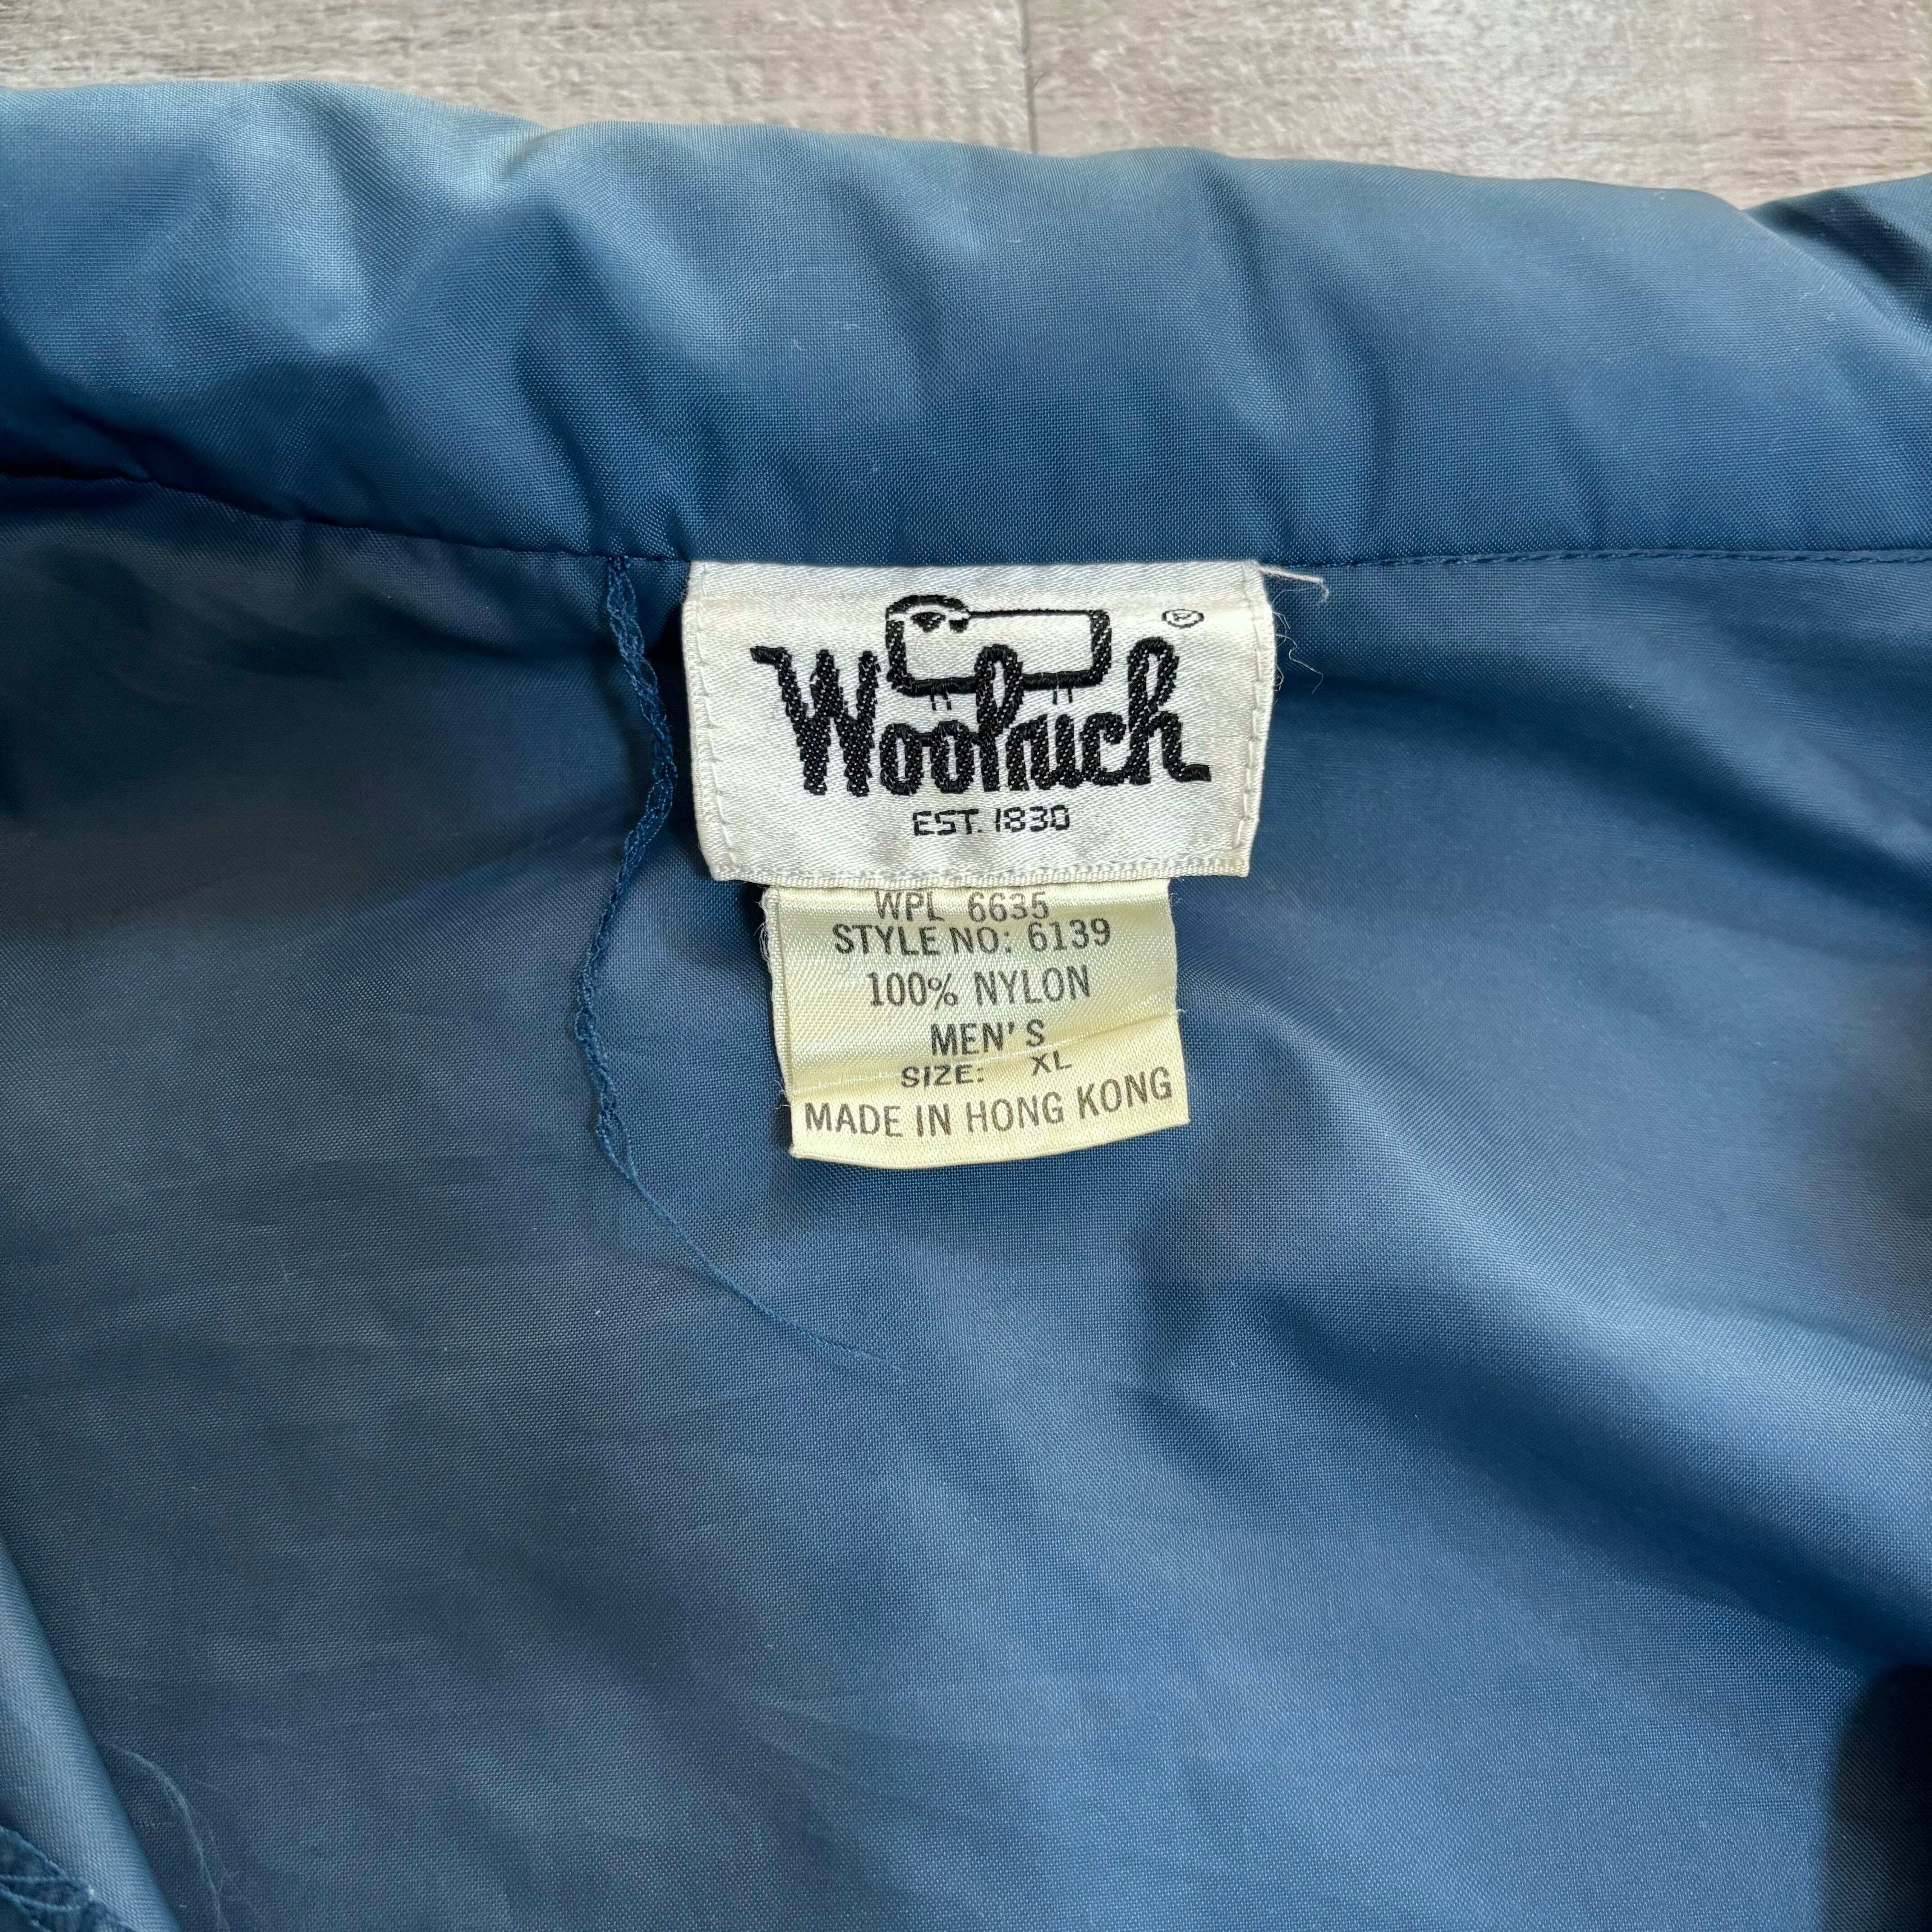 ®
Woolrich
EST. 1830
WPL 6635
STYLE NO: 6139
100% NYLON
MEN'S
SIZE: XL
MADE IN HONG KONG